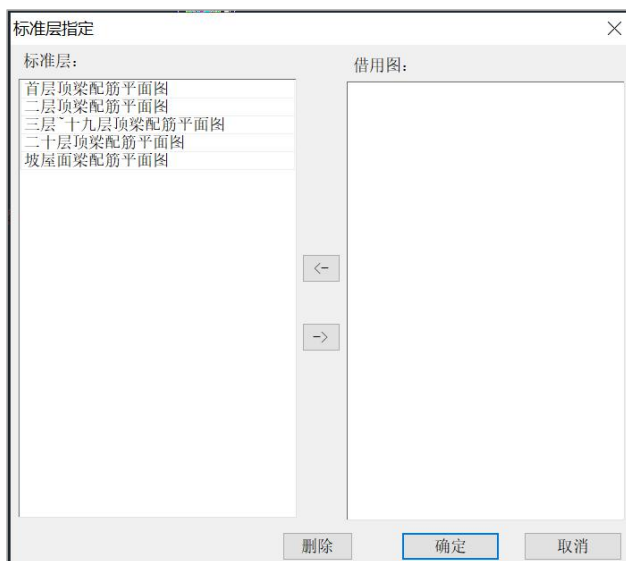 标准层指定
标准层:
首层顶梁配筋平面图
二层顶梁配筋平面图
三层~十九层顶梁配筋平面图
二十层顶梁配筋平面图
坡屋面梁配筋平面图
借用图:
<-
->
删除
确定
取消